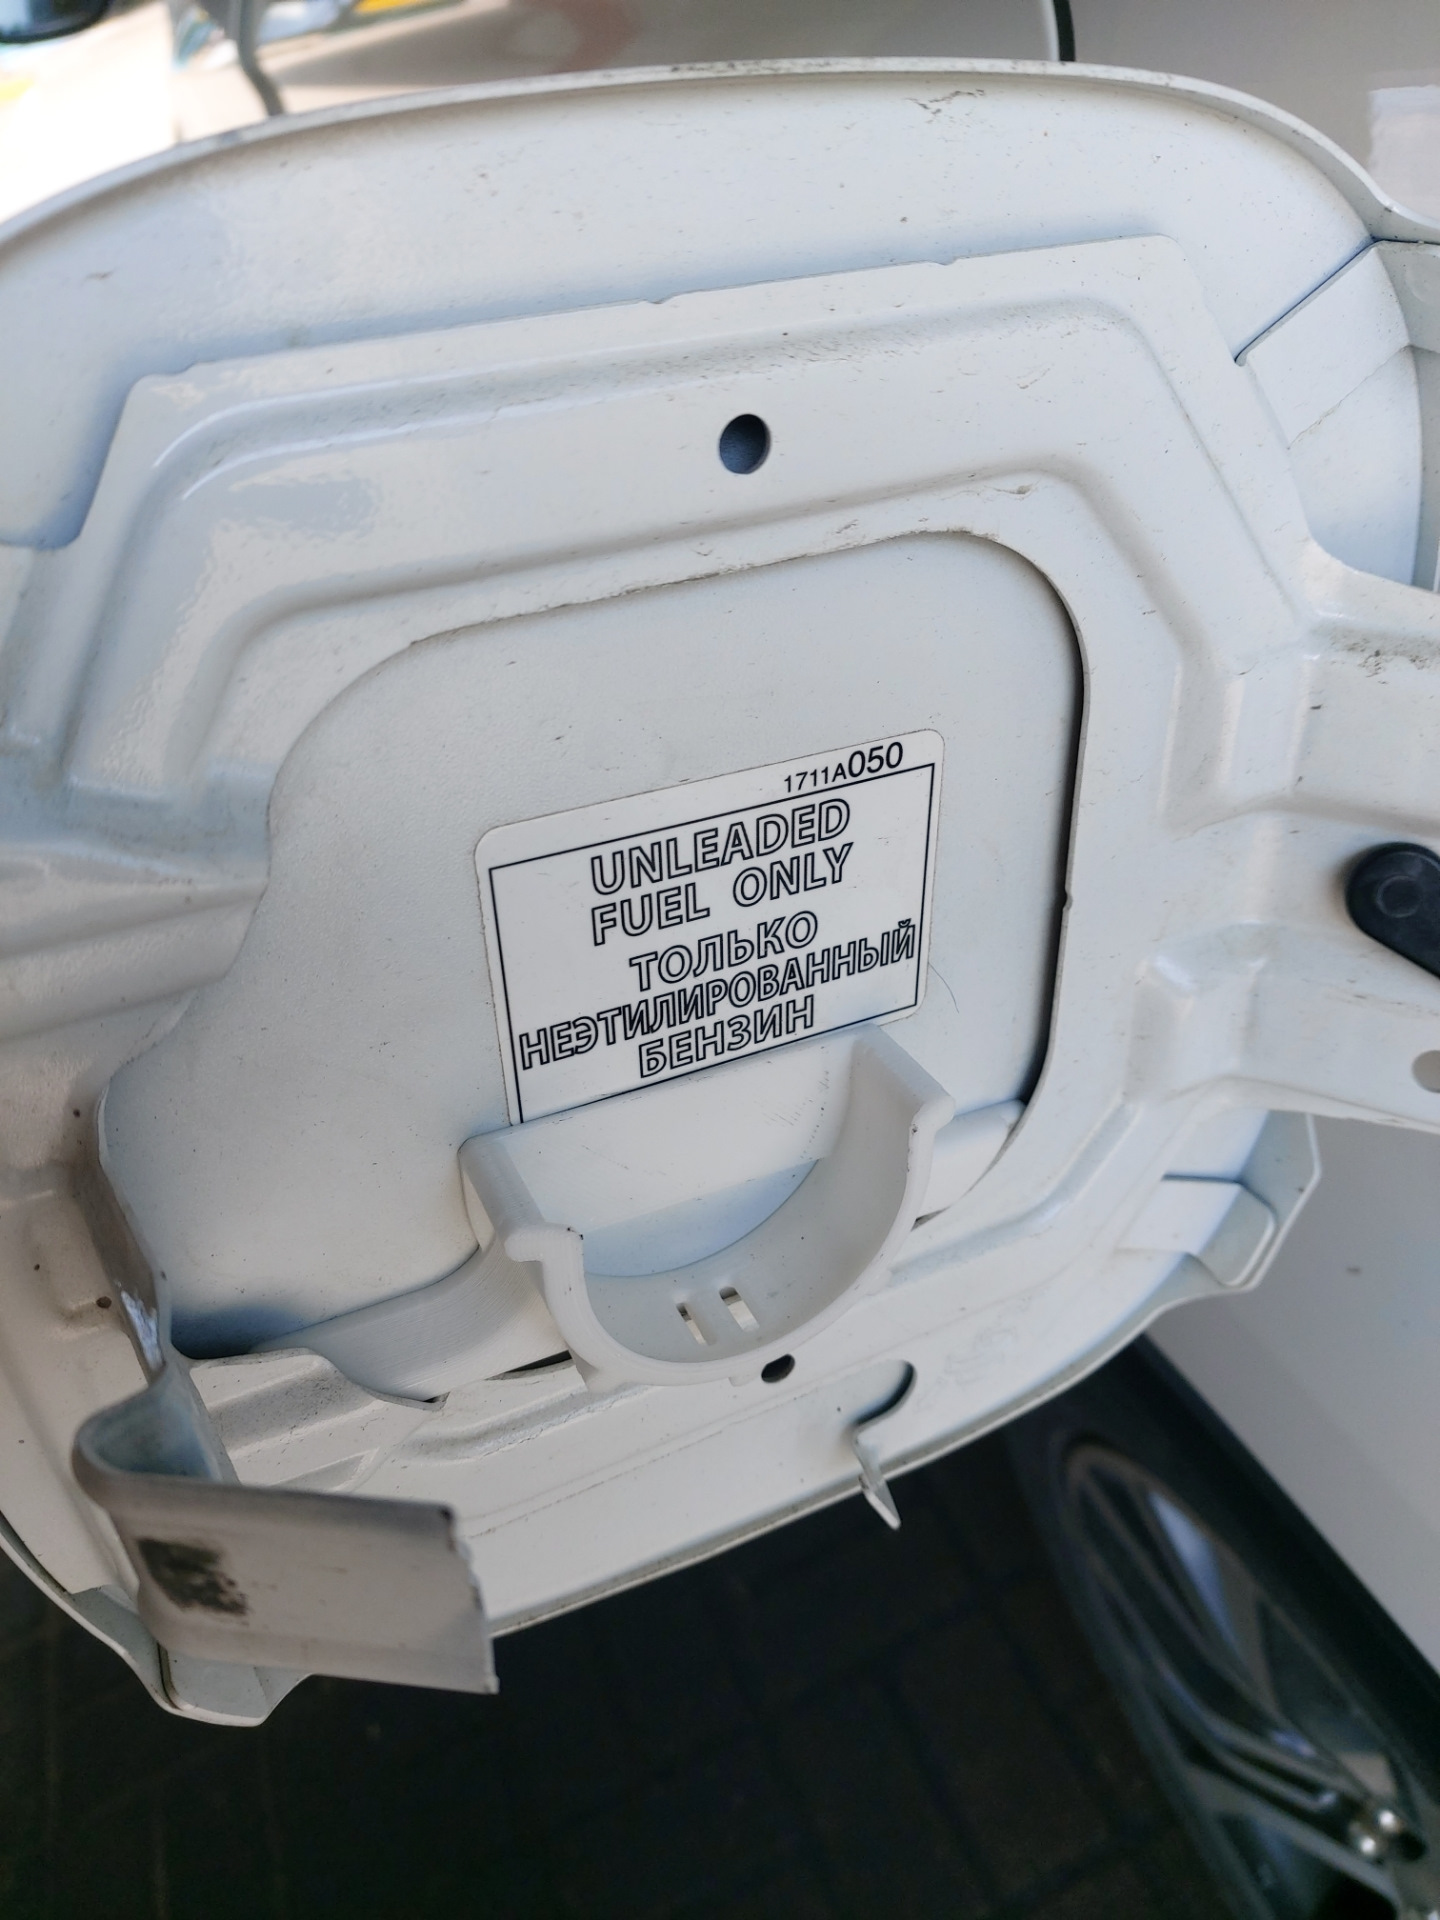 1711A050
UNLEADED
FUEL ONLY
ТОЛЬКО
НЕЭТИЛИРОВАННЫЙ
БЕНЗИН